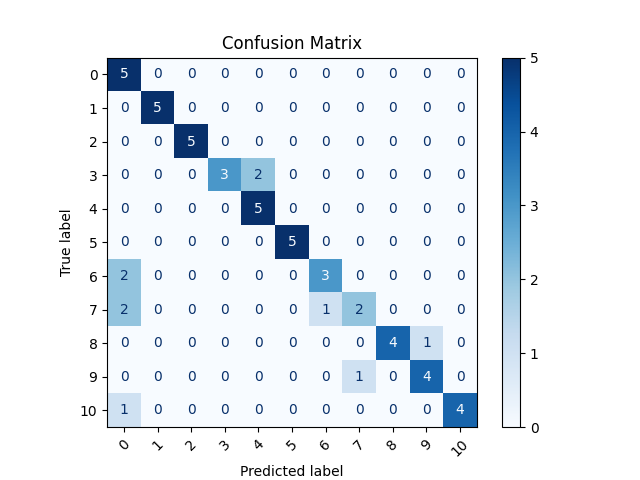 Confusion Matrix
True label
0 5 0 0 0 0 0 0 0 0 0 0
1 0 5 0 0 0 0 0 0 0 0 0
2 0 0 5 0 0 0 0 0 0 0 0
3 0 0 0 3 2 0 0 0 0 0 0
4 0 0 0 0 5 0 0 0 0 0 0
5 0 0 0 0 0 5 0 0 0 0 0
6 2 0 0 0 0 0 3 0 0 0 0
7 2 0 0 0 0 0 1 2 0 0 0
8 0 0 0 0 0 0 0 0 4 1 0
9 0 0 0 0 0 0 0 1 0 4 0
10 1 0 0 0 0 0 0 0 0 0 4
0 1 2 3 4 5 6 7 8 9 10
Predicted label
5
4
3
2
1
0